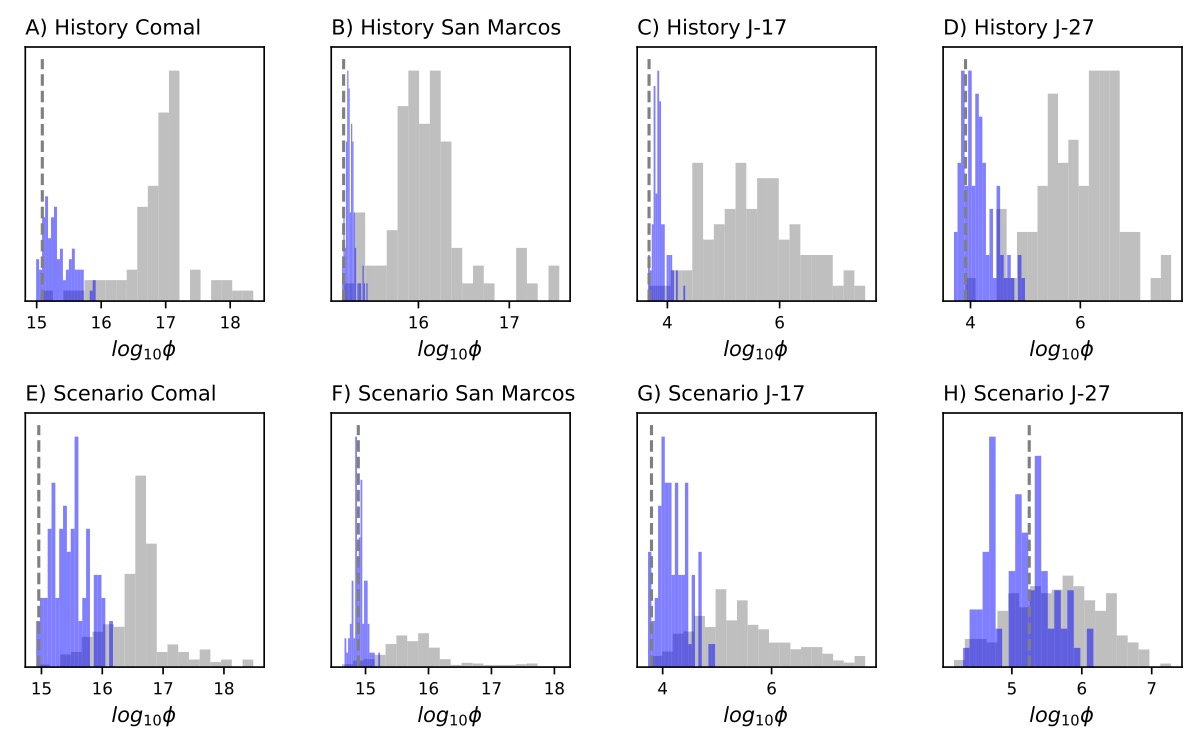 A) History Comal
B) History San Marcos
C) History J-17
D) History J-27
15 16 17 18
16 17
4 6
4 6
log₁₀ϕ
log₁₀ϕ
log₁₀ϕ
log₁₀ϕ
E) Scenario Comal
F) Scenario San Marcos
G) Scenario J-17
H) Scenario J-27
15 16 17 18
15 16 17 18
4 6
5 6 7
log₁₀ϕ
log₁₀ϕ
log₁₀ϕ
log₁₀ϕ